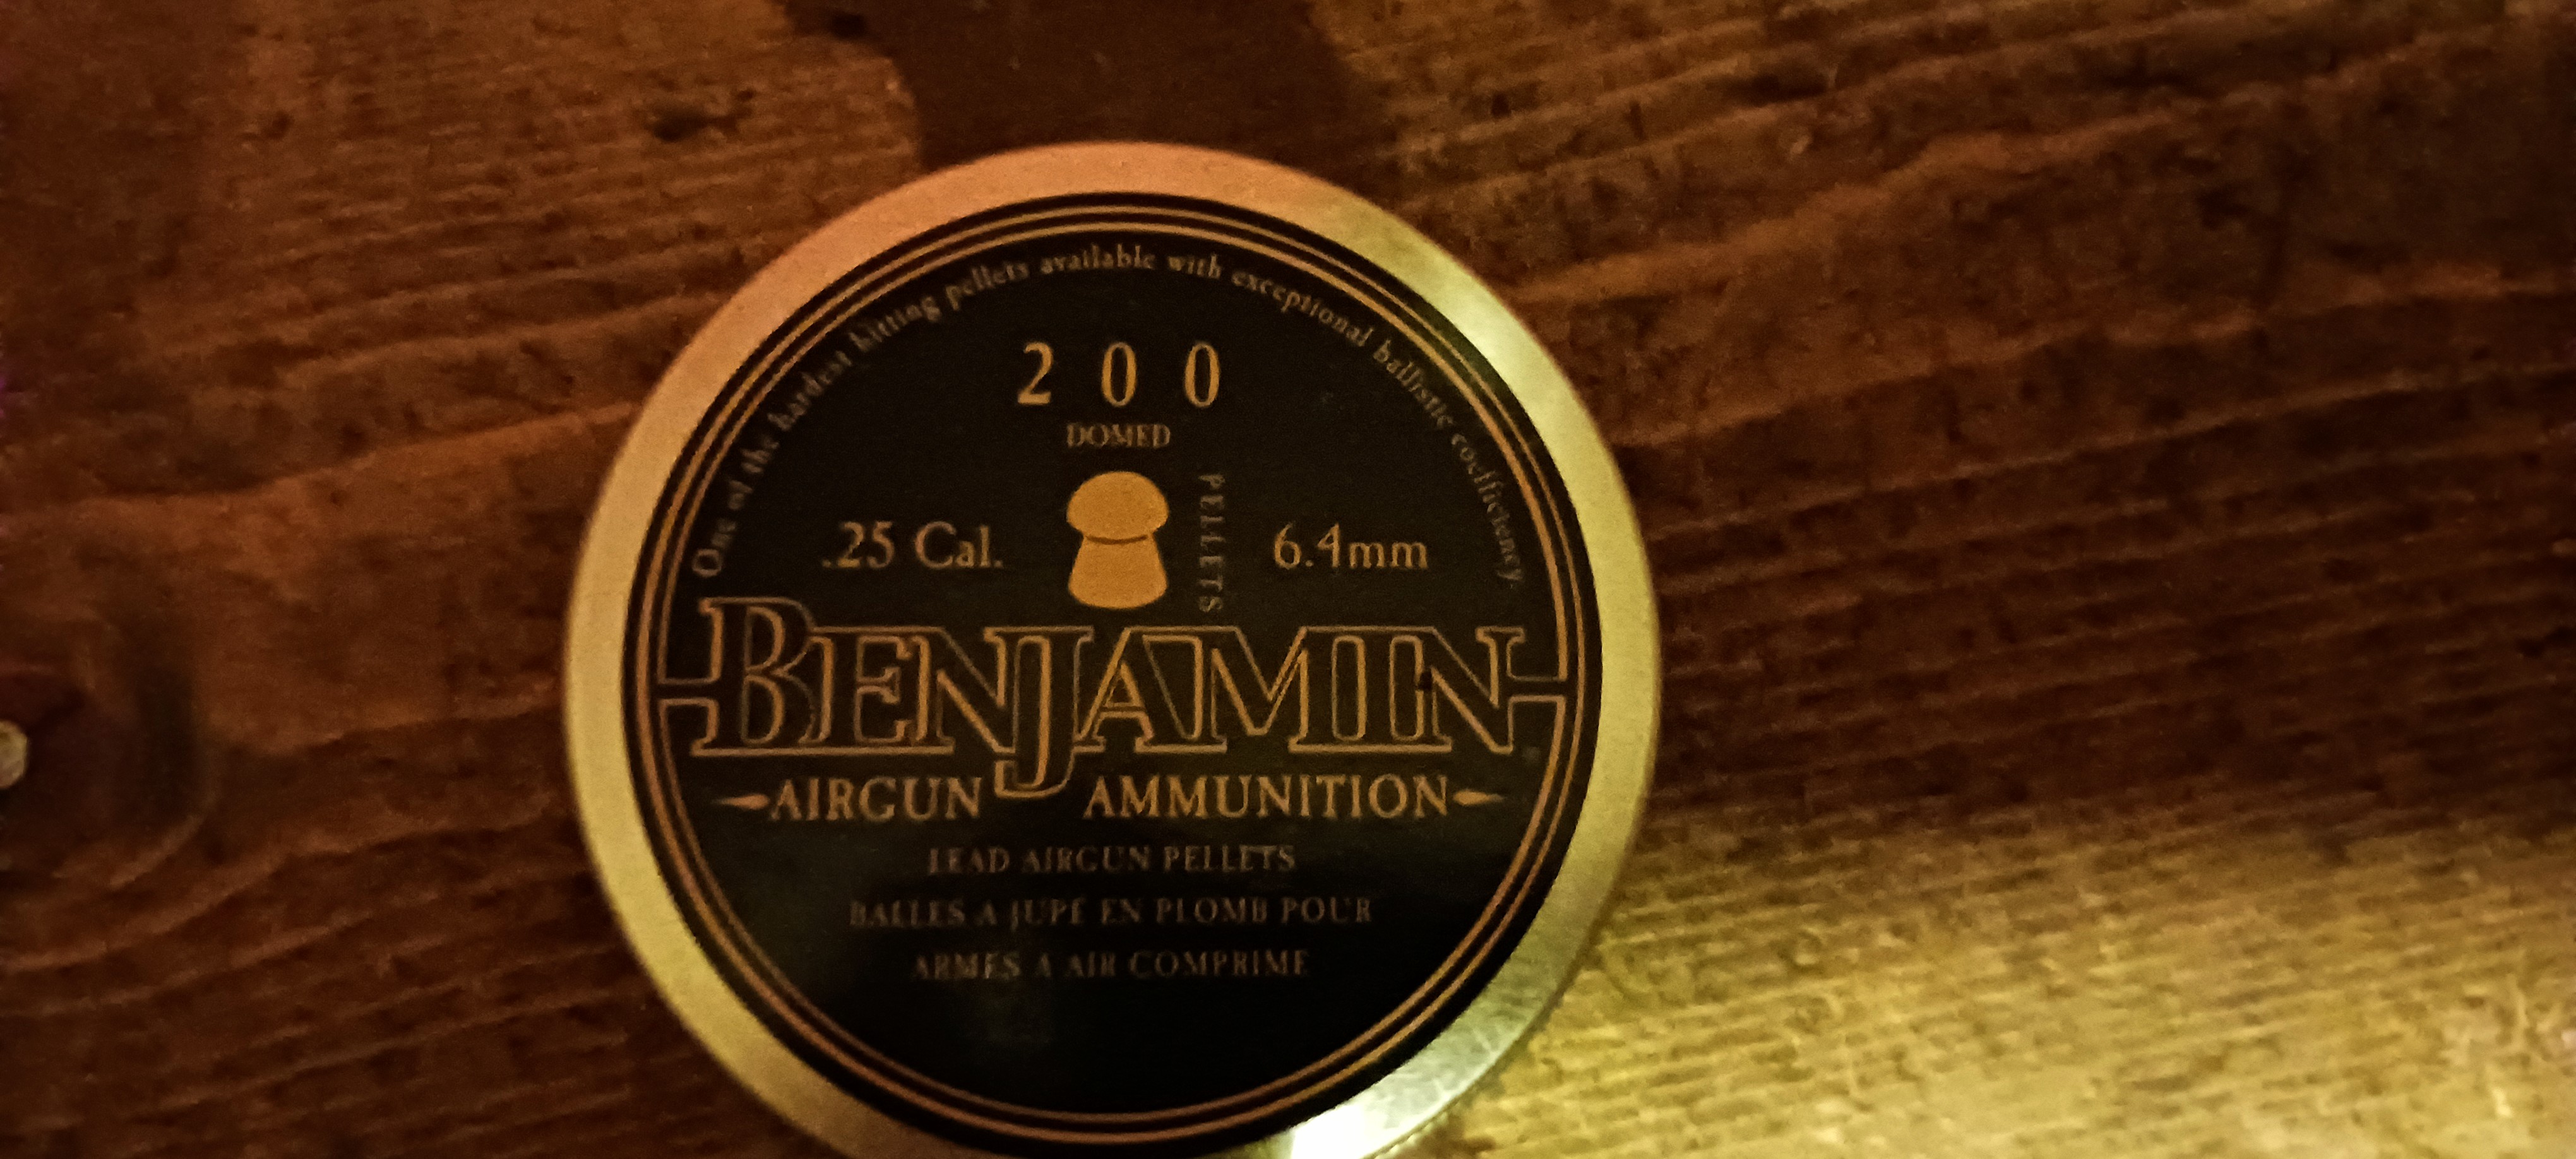 One of the hardest hitting pellets available with exceptional ballistic coefficiency.
200
DOMED
PELLETS
.25 Cal.
6.4mm
BENJAMIN
AIRGUN AMMUNITION
LEAD AIRGUN PELLETS
BALLES A JUPE EN PLOMB POUR
ARMES A AIR COMPRIME